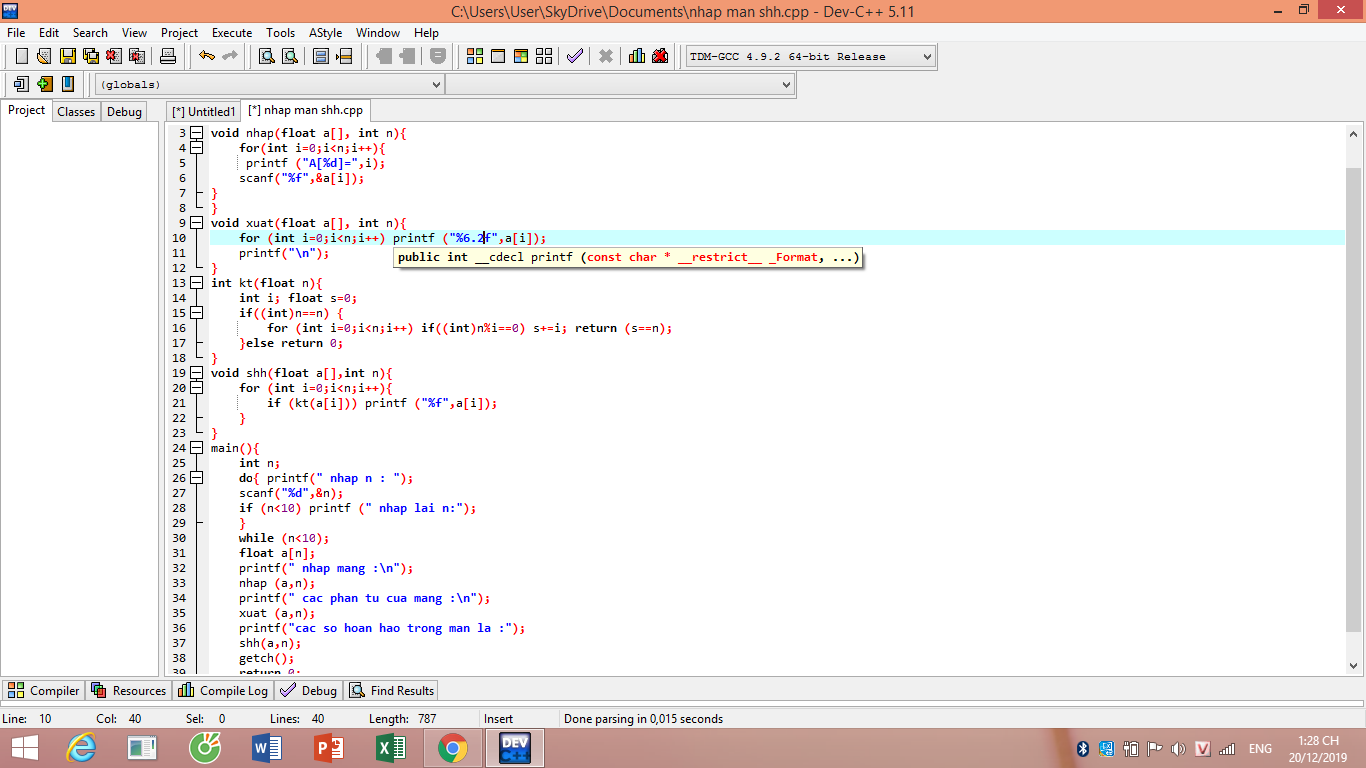 C:\Users\User\SkyDrive\Documents\nhap man shh.cpp - Dev-C++ 5.11
File Edit Search View Project Execute Tools AStyle Window Help
TDM-GCC 4.9.2 64-bit Release
(globals)
Project Classes Debug [*] Untitled1 [*] nhap man shh.cpp
3 void nhap(float a[], int n){
4 for(int i=0;i<n;i++){
5 printf ("A[%d]=",i);
6 scanf("%f",&a[i]);
7 }
8 }
9 void xuat(float a[], int n){
10 for (int i=0;i<n;i++) printf ("%6.2f",a[i]);
11 printf("\n");
public int __cdecl printf (const char * __restrict__ _Format, ...)
12 }
13 int kt(float n){
14 int i; float s=0;
15 if((int)n==n) {
16 for (int i=0;i<n;i++) if((int)n%i==0) s+=i; return (s==n);
17 }else return 0;
18 }
19 void shh(float a[],int n){
20 for (int i=0;i<n;i++){
21 if (kt(a[i])) printf ("%f",a[i]);
22 }
23 }
24 main(){
25 int n;
26 do{ printf(" nhap n : ");
27 scanf("%d",&n);
28 if (n<10) printf (" nhap lai n:");
29 }
30 while (n<10);
31 float a[n];
32 printf(" nhap mang :\n");
33 nhap (a,n);
34 printf(" cac phan tu cua mang :\n");
35 xuat (a,n);
36 printf("cac so hoan hao trong man la :");
37 shh(a,n);
38 getch();
39 return 0;
Compiler Resources Compile Log Debug Find Results
Line: 10 Col: 40 Sel: 0 Lines: 40 Length: 787 Insert Done parsing in 0,015 seconds
DEV C++
ENG
1:28 CH
20/12/2019